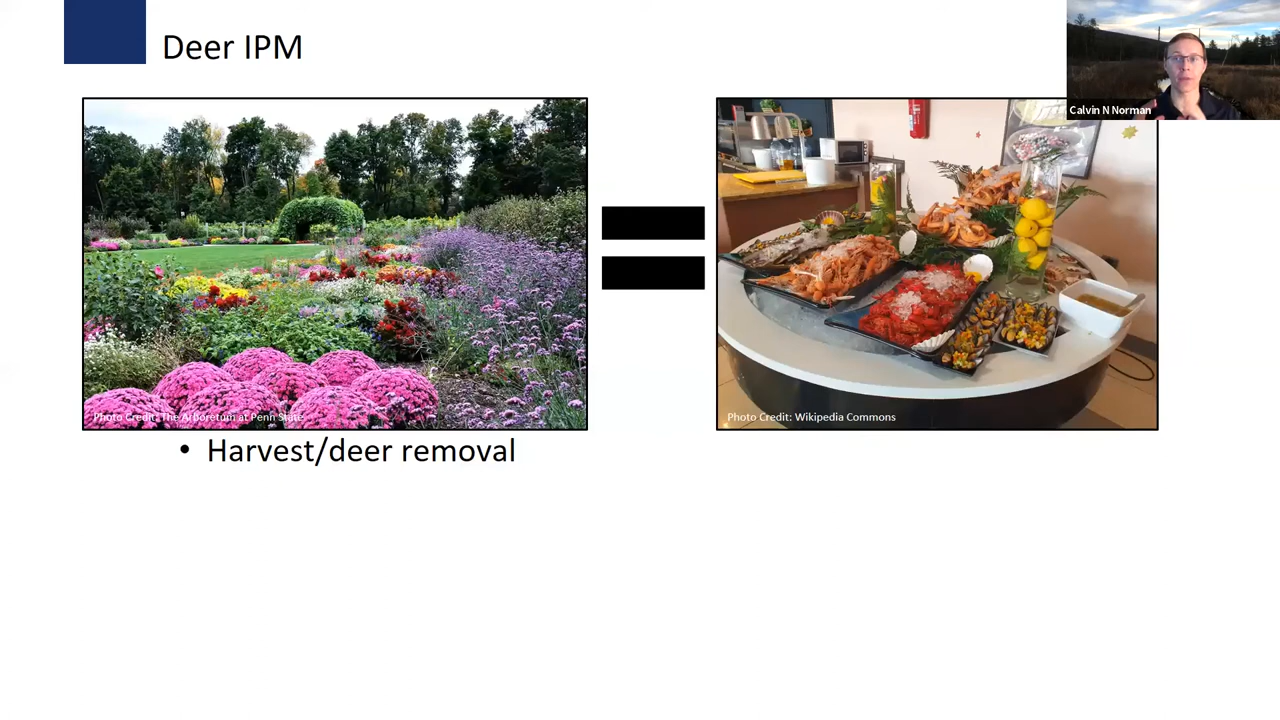 Deer IPM
Calvin N Norman
Photo Credit: The Arboretum at Penn State
Photo Credit: Wikipedia Commons
• Harvest/deer removal